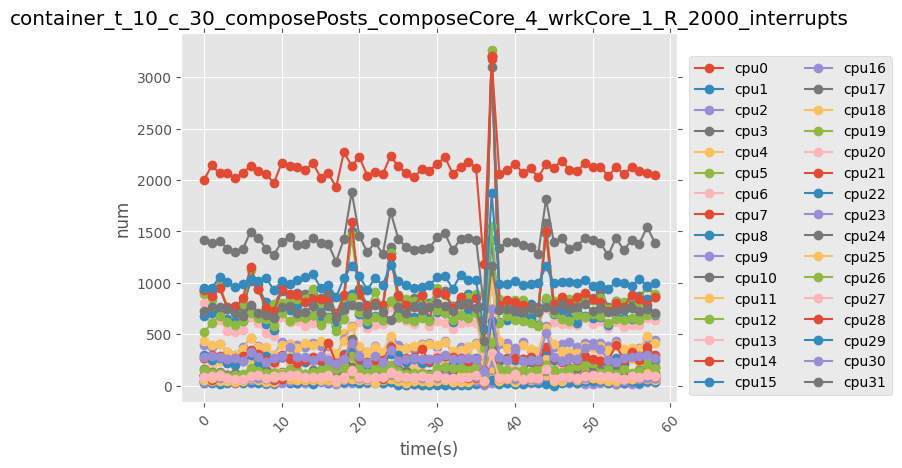 container_t_10_c_30_composePosts_composeCore_4_wrkCore_1_R_2000_interrupts
3000
2500
2000
1500
1000
500
0
num
0
10
20
30
40
50
60
time(s)
cpu0
cpu1
cpu2
cpu3
cpu4
cpu5
cpu6
cpu7
cpu8
cpu9
cpu10
cpu11
cpu12
cpu13
cpu14
cpu15
cpu16
cpu17
cpu18
cpu19
cpu20
cpu21
cpu22
cpu23
cpu24
cpu25
cpu26
cpu27
cpu28
cpu29
cpu30
cpu31